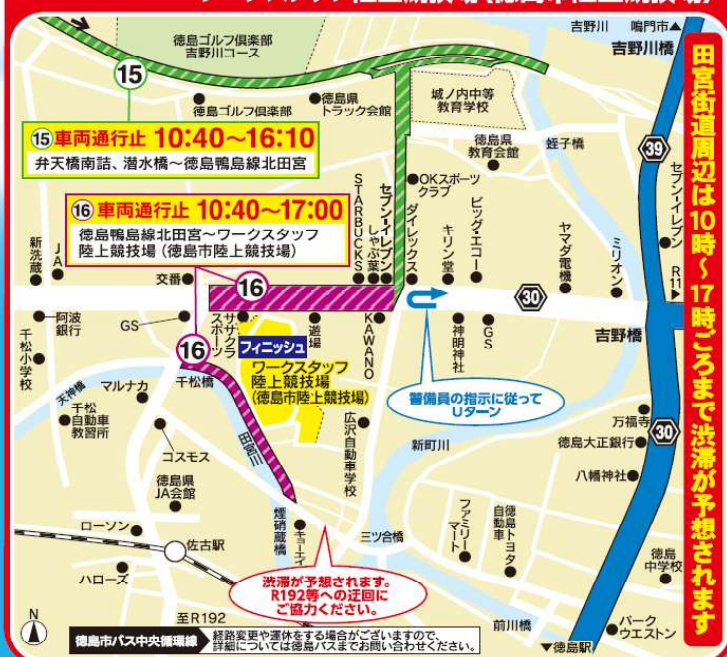 吉野川
鳴門市▲
吉野川橋
徳島ゴルフ倶楽部
吉野川コース
15
徳島ゴルフ倶楽部
徳島県
トラック会館
城ノ内中等
教育学校
徳島県
教育会館
蛭子橋
39
セブン-イレブン
R11
田宮街道周辺は10時～17時ごろまで渋滞が予想されます
⑮車両通行止 10:40～16:10
弁天橋南詰、潜水橋～徳島鴨島線北田宮
⑯車両通行止 10:40～17:00
徳島鴨島線北田宮～ワークスタッフ
陸上競技場（徳島市陸上競技場）
STARBUCKS
しゃぶ葉
セブン-イレブン
ダイレックス
OKスポーツ
クラブ
キリン堂
ビッグ・エコー
ヤマダ電機
ミリオン
新洗蔵
JA
交番
16
30
阿波
銀行
GS
千松小学校
ササクラ
スポーツ
遊場
KAWANO
神明神社
GS
吉野橋
16
フィニッシュ
ワークスタッフ
陸上競技場
(徳島市陸上競技場)
警備員の指示に従って
Uターン
天神橋
マルナカ
千松橋
千松
自動車
教習所
田宮川
広沢自動車学校
新町川
万福寺
徳島大正銀行
30
八幡神社
コスモス
徳島県
JA会館
煙硝蔵橋
キョーエイ
三ツ合橋
ファミリー
マート
徳島トヨタ
自動車
ローソン
佐古駅
ハローズ
徳島
中学校
渋滞が予想されます。
R192等への迂回に
ご協力ください。
至R192
前川橋
パーク
ウエストン
▼徳島駅
N
徳島市バス中央循環線
経路変更や運休をする場合がございますので、
詳細については徳島バスまでお問い合わせください。